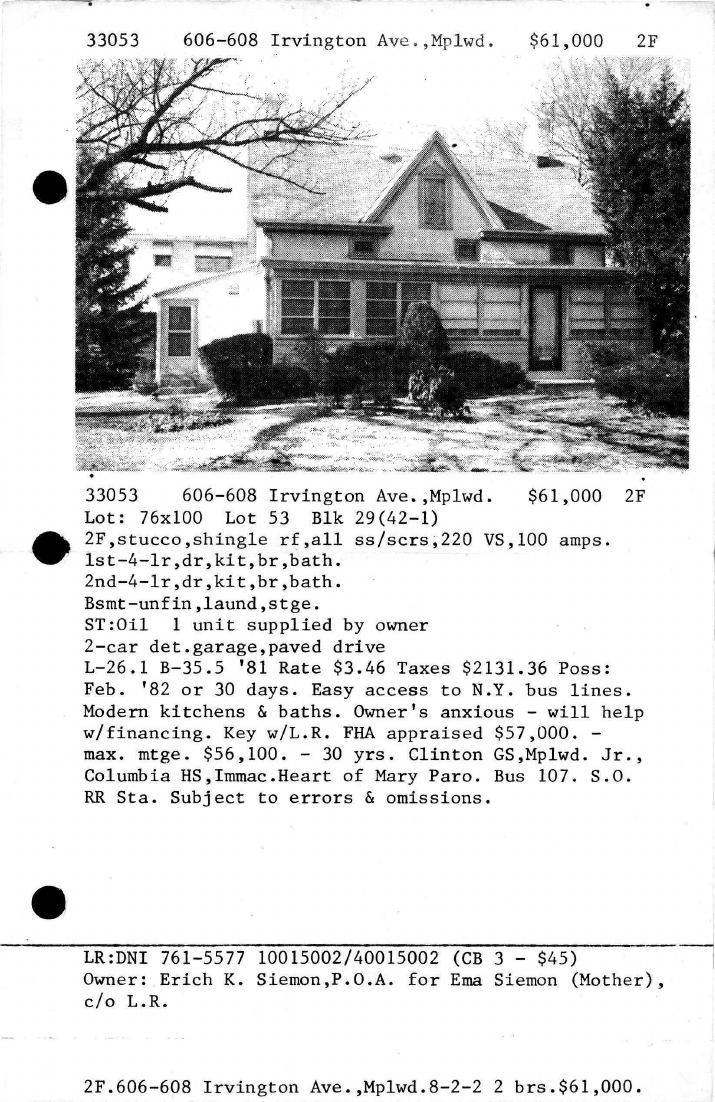 33053 606-608 Irvington Ave.,Mplwd. $61,000 2F
33053 606-608 Irvington Ave.,Mplwd. $61,000 2F
Lot: 76x100 Lot 53 Blk 29(42-1)
2F,stucco,shingle rf,all ss/scrs,220 VS,100 amps.
1st-4-lr,dr,kit,br,bath.
2nd-4-lr,dr,kit,br,bath.
Bsmt-unfin,laund,stge.
ST:Oil 1 unit supplied by owner
2-car det.garage,paved drive
L-26.1 B-35.5 '81 Rate $3.46 Taxes $2131.36 Poss:
Feb. '82 or 30 days. Easy access to N.Y. bus lines.
Modern kitchens & baths. Owner's anxious - will help
w/financing. Key w/L.R. FHA appraised $57,000. -
max. mtge. $56,100. - 30 yrs. Clinton GS,Mplwd. Jr.,
Columbia HS,Immac.Heart of Mary Paro. Bus 107. S.O.
RR Sta. Subject to errors & omissions.
LR:DNI 761-5577 10015002/40015002 (CB 3 - $45)
Owner: Erich K. Siemon,P.O.A. for Ema Siemon (Mother),
c/o L.R.
2F.606-608 Irvington Ave.,Mplwd.8-2-2 2 brs.$61,000.